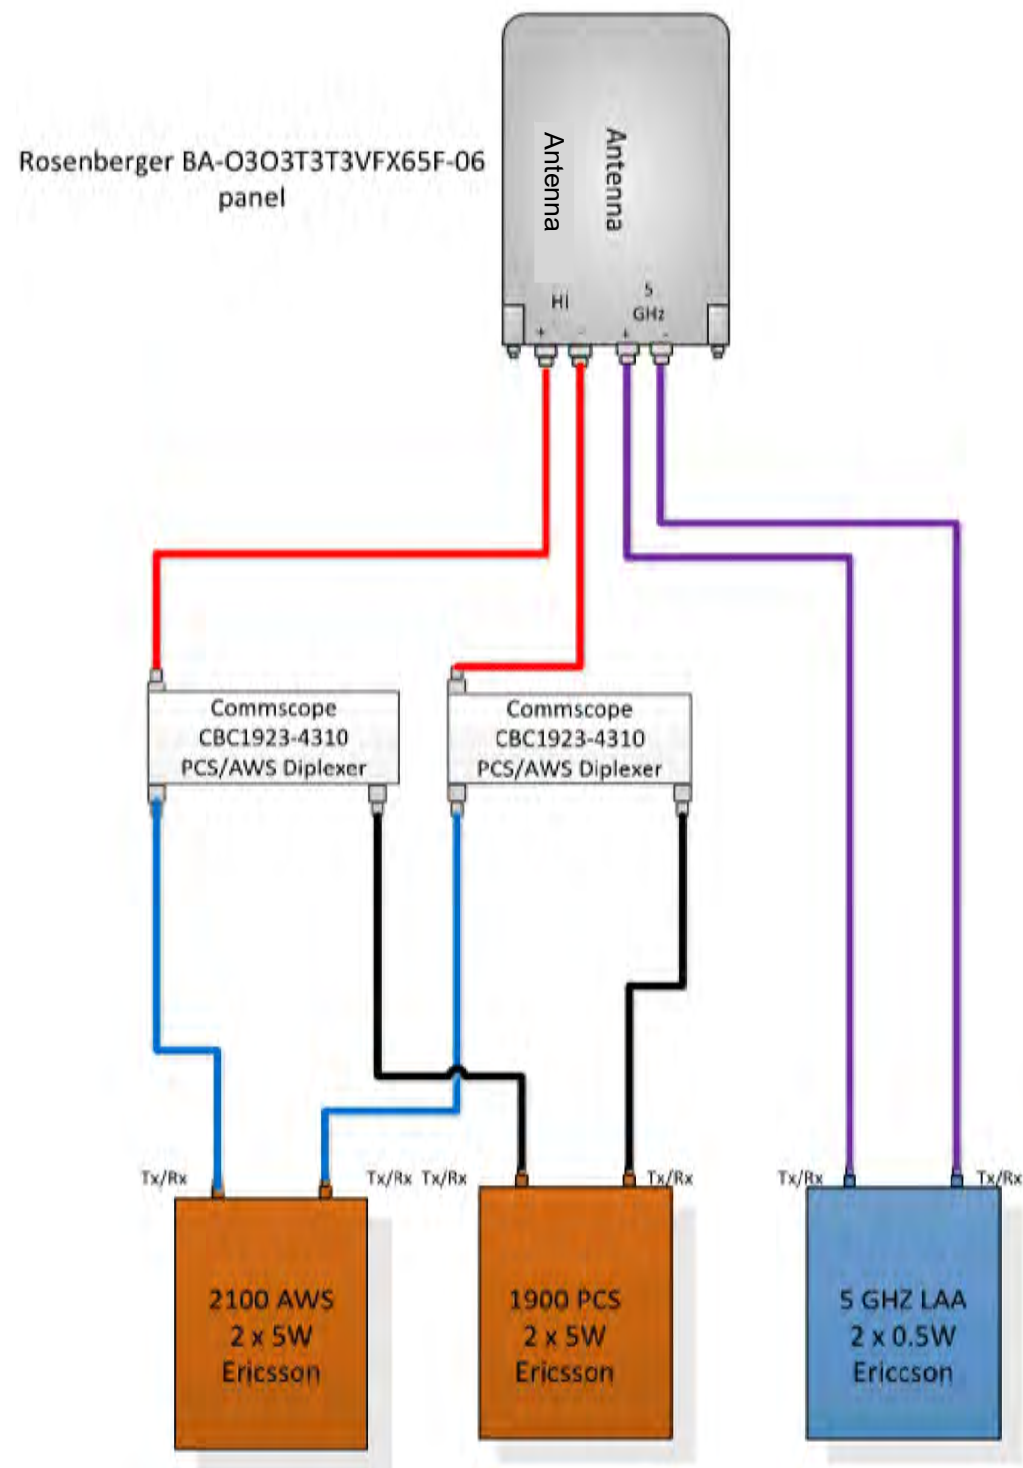 Rosenberger BA-O3O3T3T3VFX65F-06
panel
Antenna
Antenna
Hi
5
GHz
+
-
+
-
Commscope
CBC1923-4310
PCS/AWS Diplexer
Commscope
CBC1923-4310
PCS/AWS Diplexer
Tx/Rx
Tx/Rx
Tx/Rx
Tx/Rx
Tx/Rx
Tx/Rx
2100 AWS
2 x 5W
Ericsson
1900 PCS
2 x 5W
Ericsson
5 GHZ LAA
2 x 0.5W
Ericcson